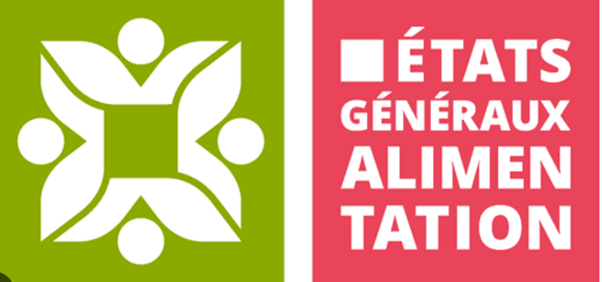 ÉTATS
GÉNÉRAUX
ALIMEN
TATION